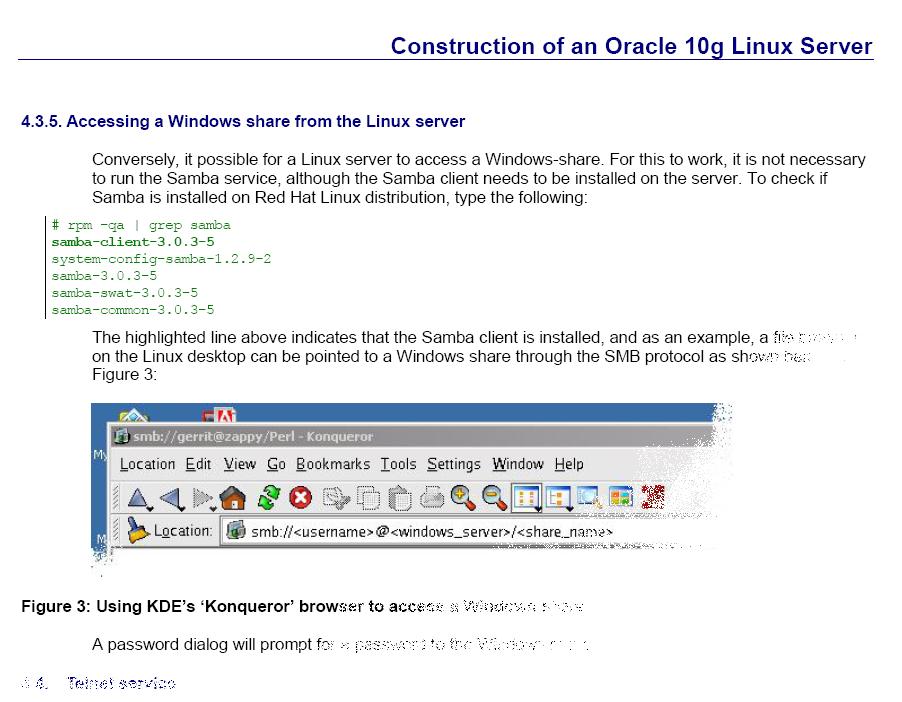 Construction of an Oracle 10g Linux Server
4.3.5. Accessing a Windows share from the Linux server
Conversely, it possible for a Linux server to access a Windows-share. For this to work, it is not necessary
to run the Samba service, although the Samba client needs to be installed on the server. To check if
Samba is installed on Red Hat Linux distribution, type the following:
# rpm -qa | grep samba
samba-client-3.0.3-5
system-config-samba-1.2.9-2
samba-3.0.3-5
samba-swat-3.0.3-5
samba-common-3.0.3-5
The highlighted line above indicates that the Samba client is installed, and as an example, a file
on the Linux desktop can be pointed to a Windows share through the SMB protocol as shown
Figure 3:
smb://gerrit@zappy/Perl - Konqueror
My
Location Edit View Go Bookmarks Tools Settings Window Help
M
Location: smb://<username>@<windows_server>/<share_name>
Figure 3: Using KDE's ‘Konqueror’ browser to access a Windows share
A password dialog will prompt for a password to the Windows
4. Telnet service